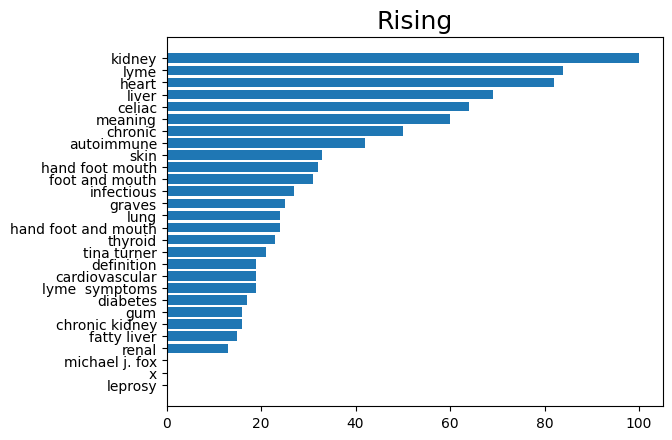 Rising
kidney
lyme
heart
liver
celiac
meaning
chronic
autoimmune
skin
hand foot mouth
foot and mouth
infectious
graves
lung
hand foot and mouth
thyroid
tina turner
definition
cardiovascular
lyme  symptoms
diabetes
gum
chronic kidney
fatty liver
renal
michael j. fox
x
leprosy
0 20 40 60 80 100